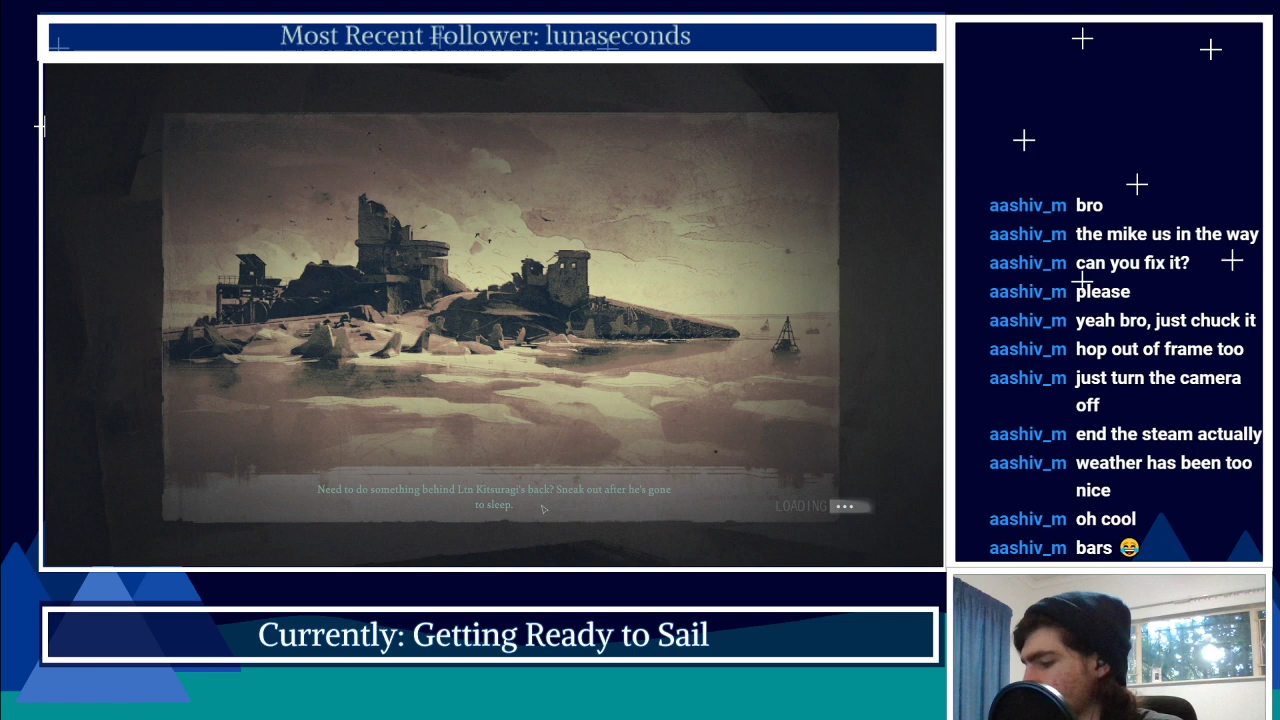 Most Recent Follower: lunaseconds
Need to do something behind Ltn Kitsuragi's back? Sneak out after he's gone
to sleep.
LOADING
aashiv_m bro
aashiv_m the mike us in the way
aashiv_m can you fix it?
aashiv_m please
aashiv_m yeah bro, just chuck it
aashiv_m hop out of frame too
aashiv_m just turn the camera
off
aashiv_m end the steam actually
aashiv_m weather has been too
nice
aashiv_m oh cool
aashiv_m bars 😂
Currently: Getting Ready to Sail